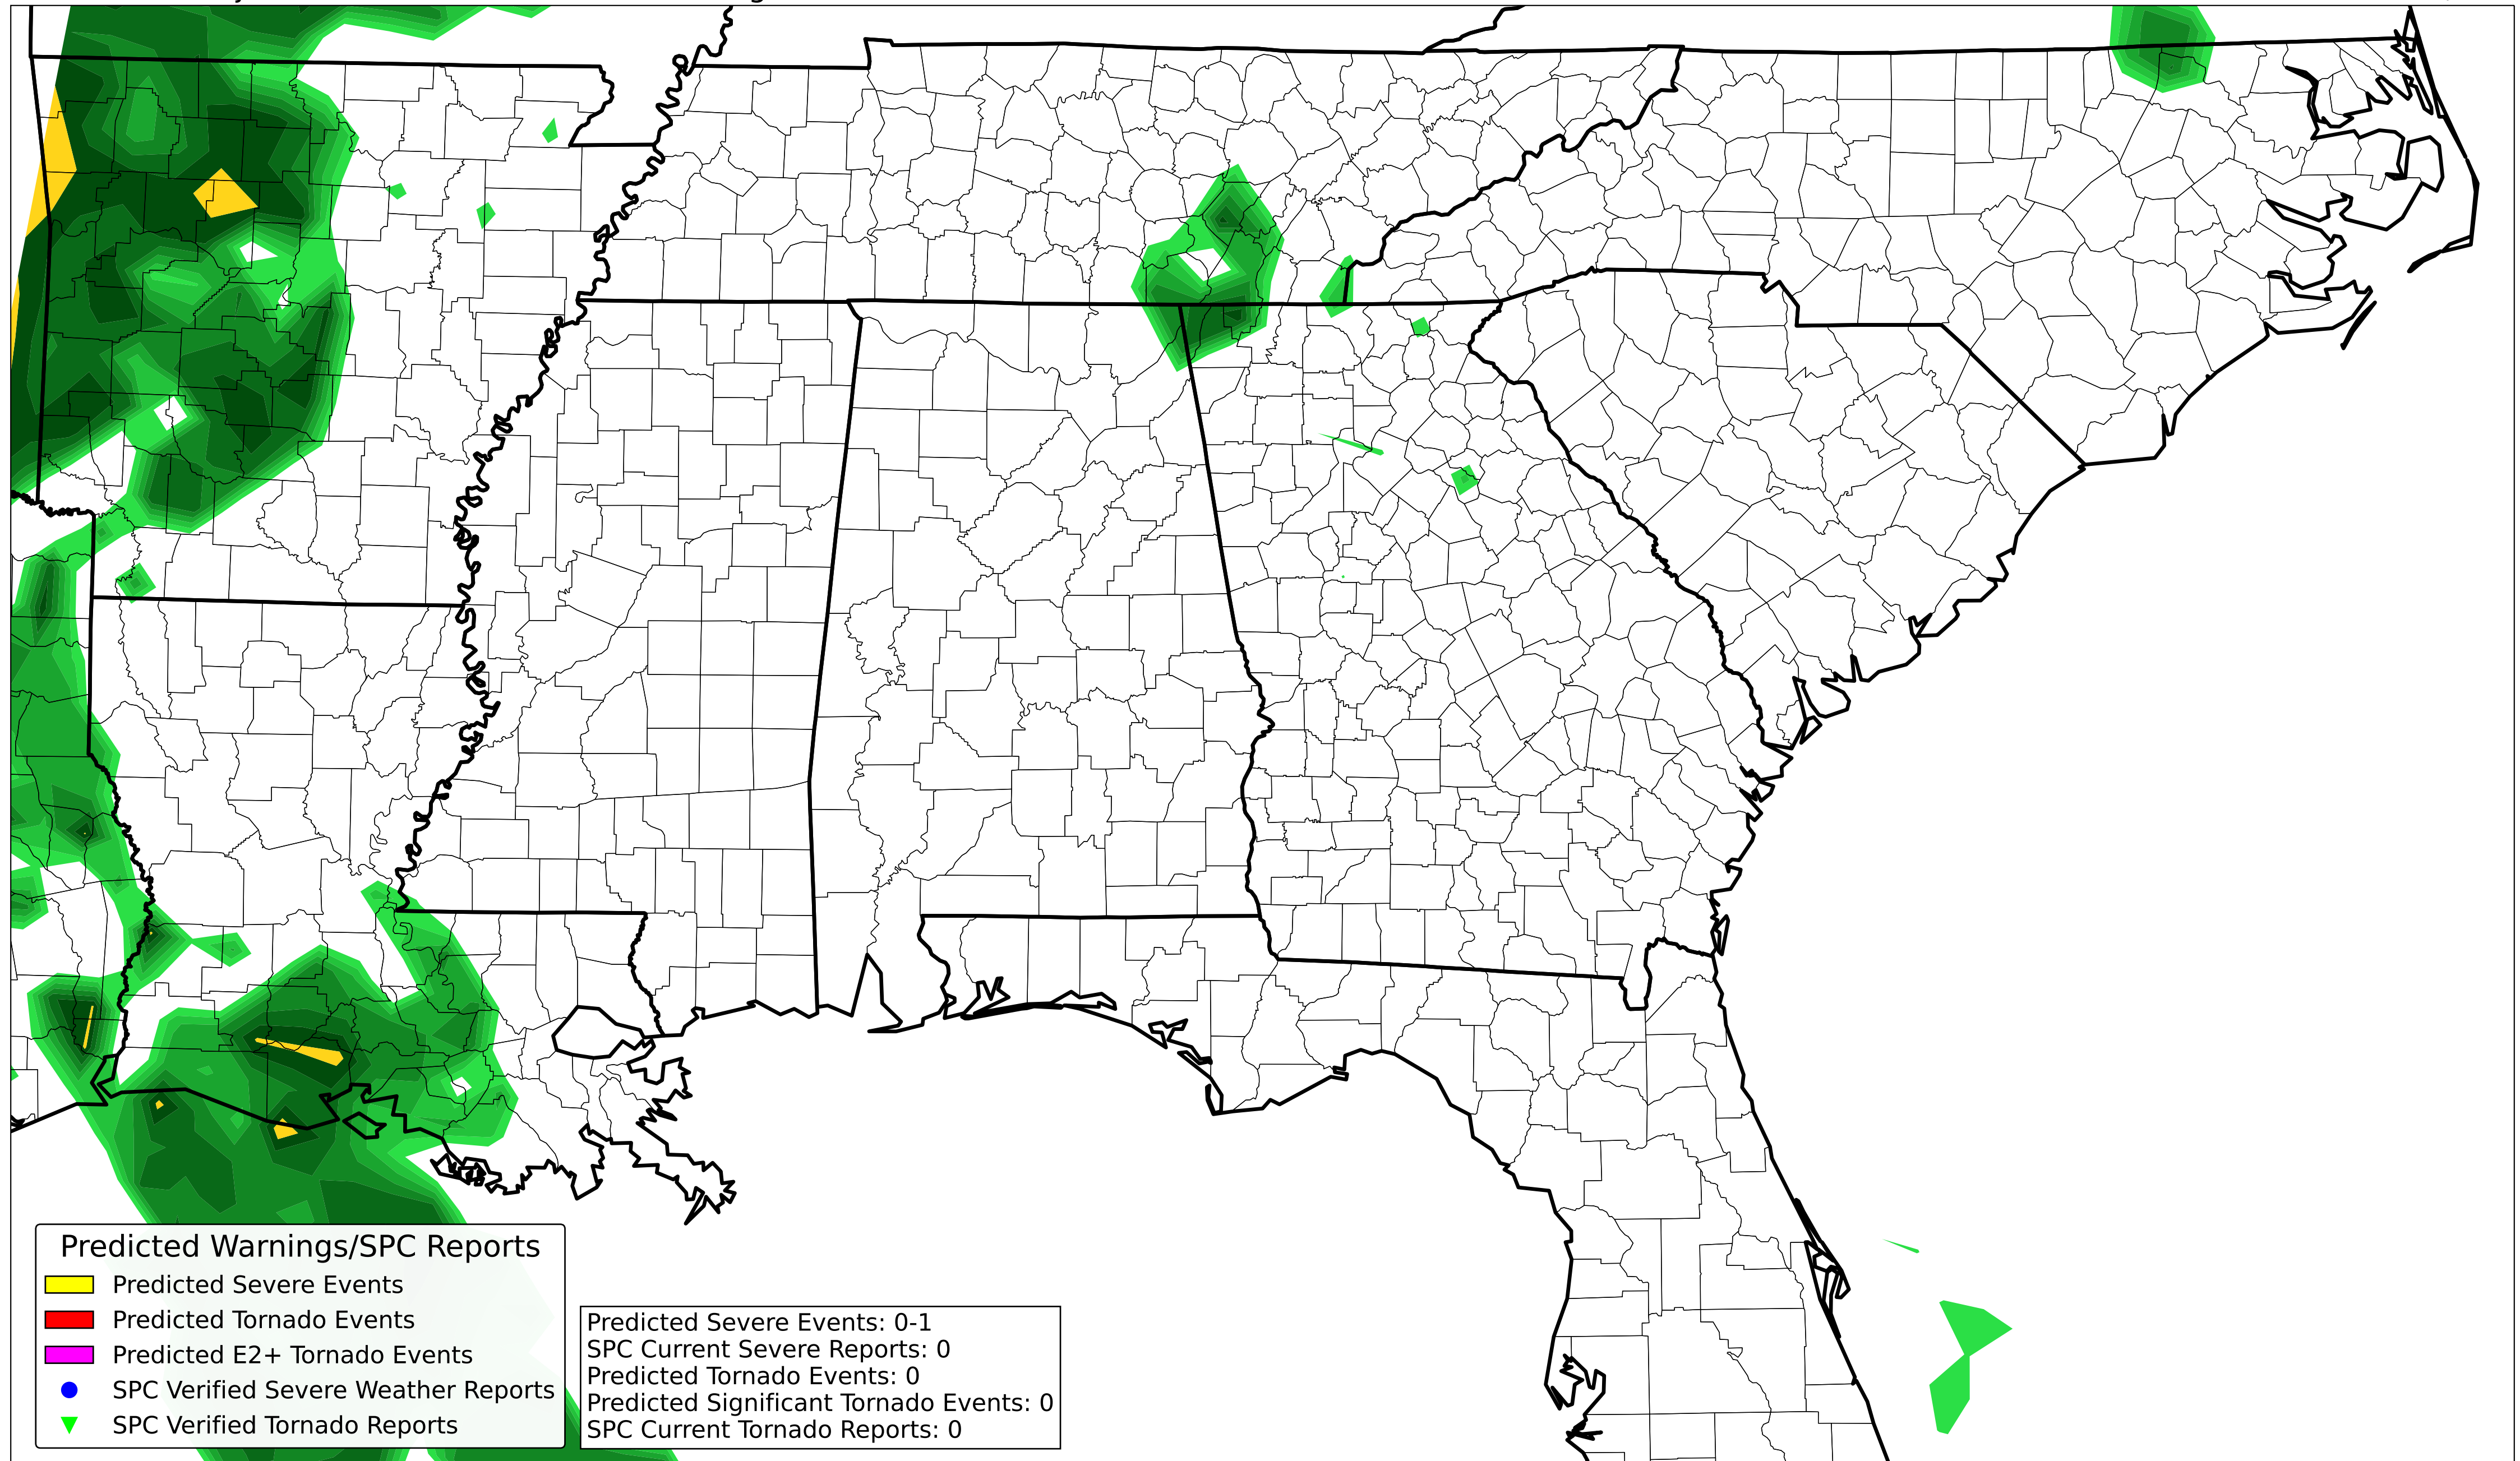 Predicted Warnings/SPC Reports
Predicted Severe Events
Predicted Tornado Events
Predicted E2+ Tornado Events
SPC Verified Severe Weather Reports
SPC Verified Tornado Reports
Predicted Severe Events: 0-1
SPC Current Severe Reports: 0
Predicted Tornado Events: 0
Predicted Significant Tornado Events: 0
SPC Current Tornado Reports: 0